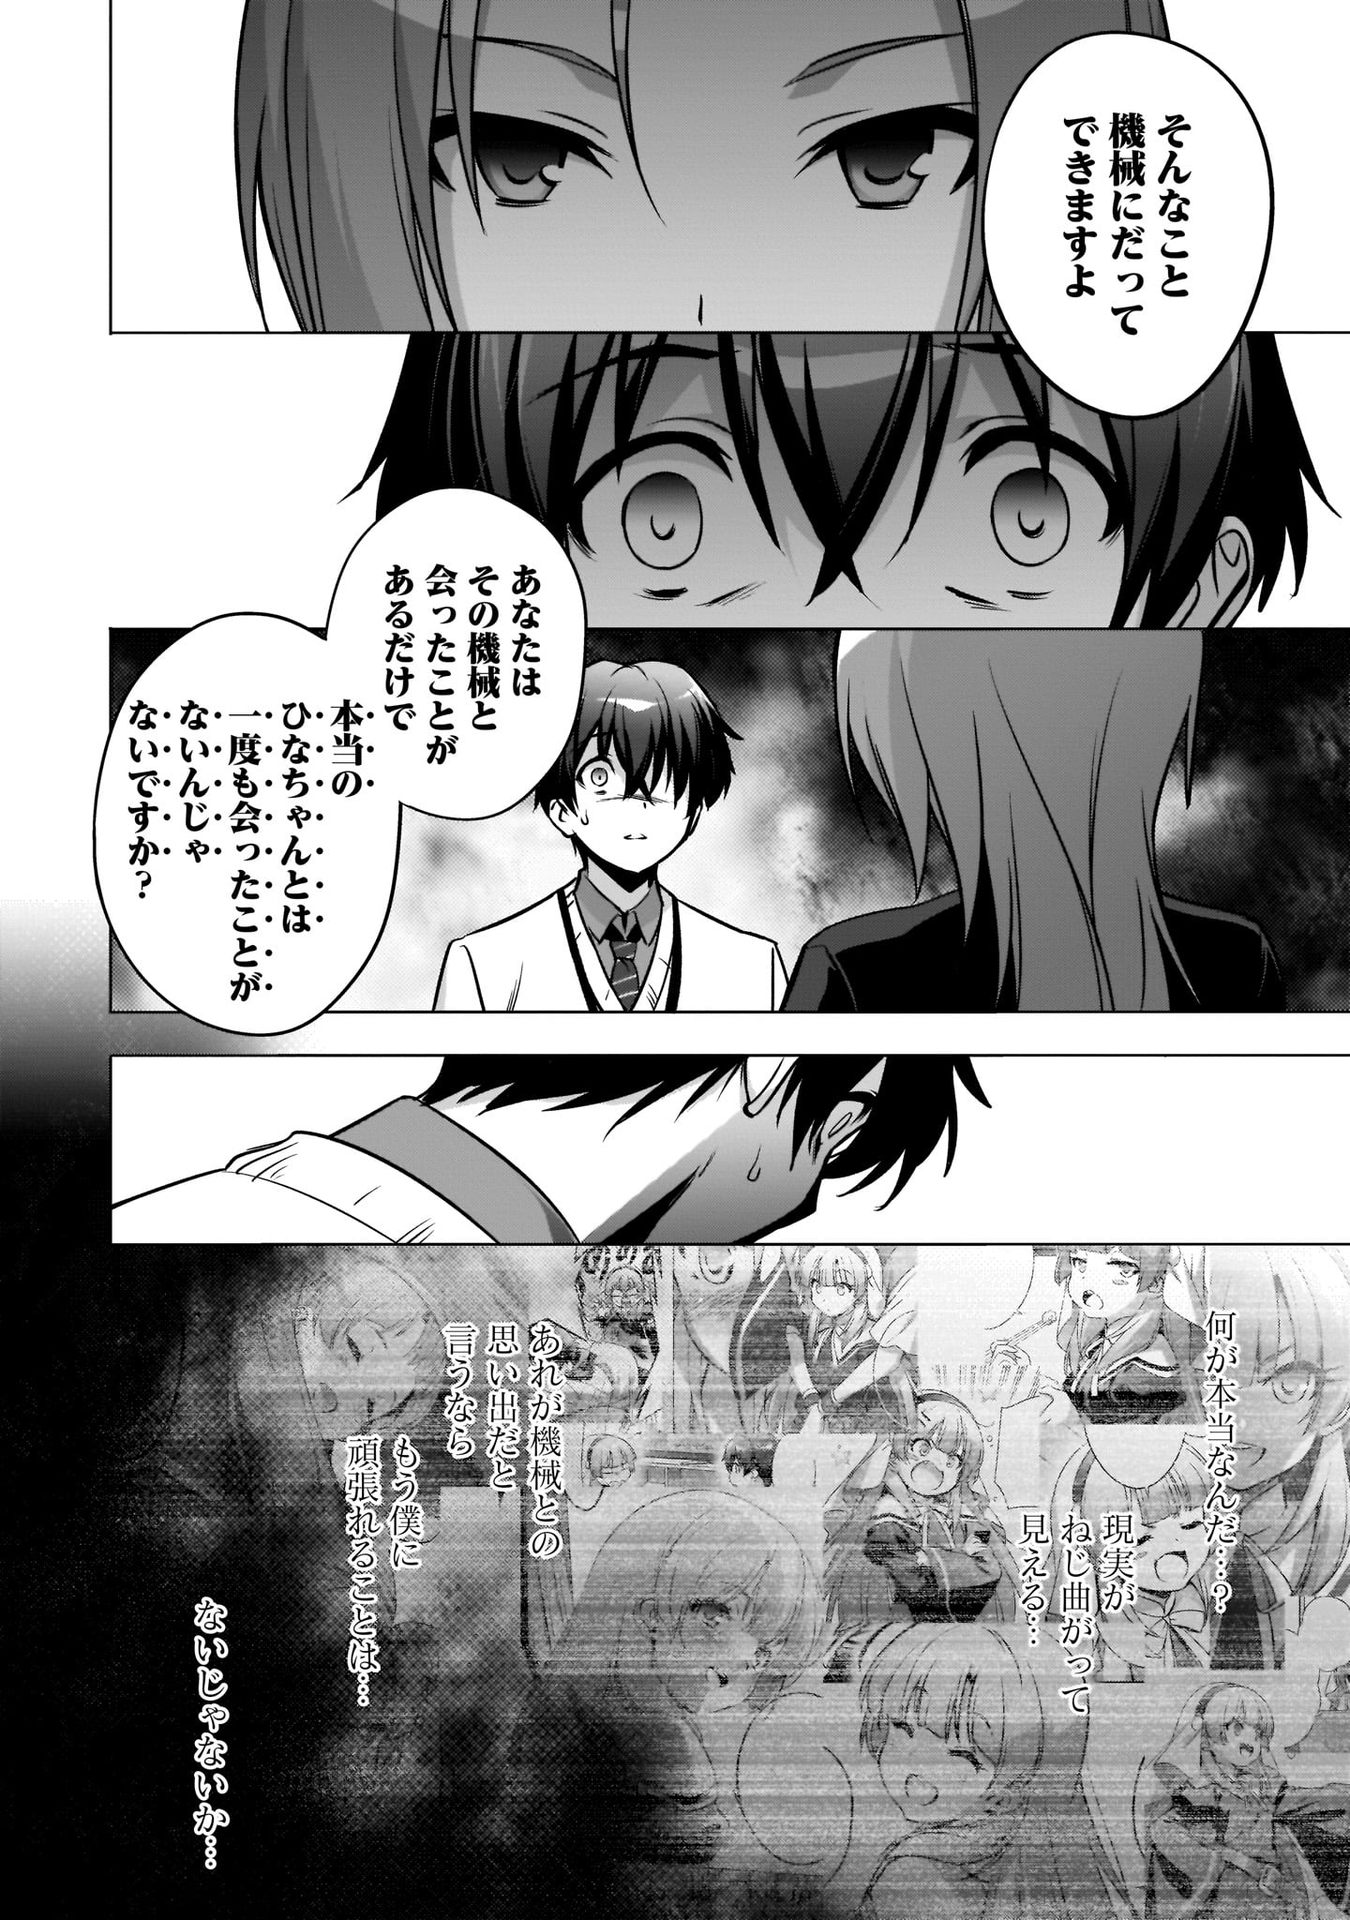 そんなこと
機械にだって
できますよ
あなたは
その機械と
会ったことが
あるだけで
本当の
ひなちゃんとは
一度も会ったことが
ないんじゃ
ないですか？
何が本当なんだ…？
現実が
ねじ曲がって
見える…
あれが機械との
思い出だと
言うなら
もう僕に
頑張れることは…
ないじゃないか…